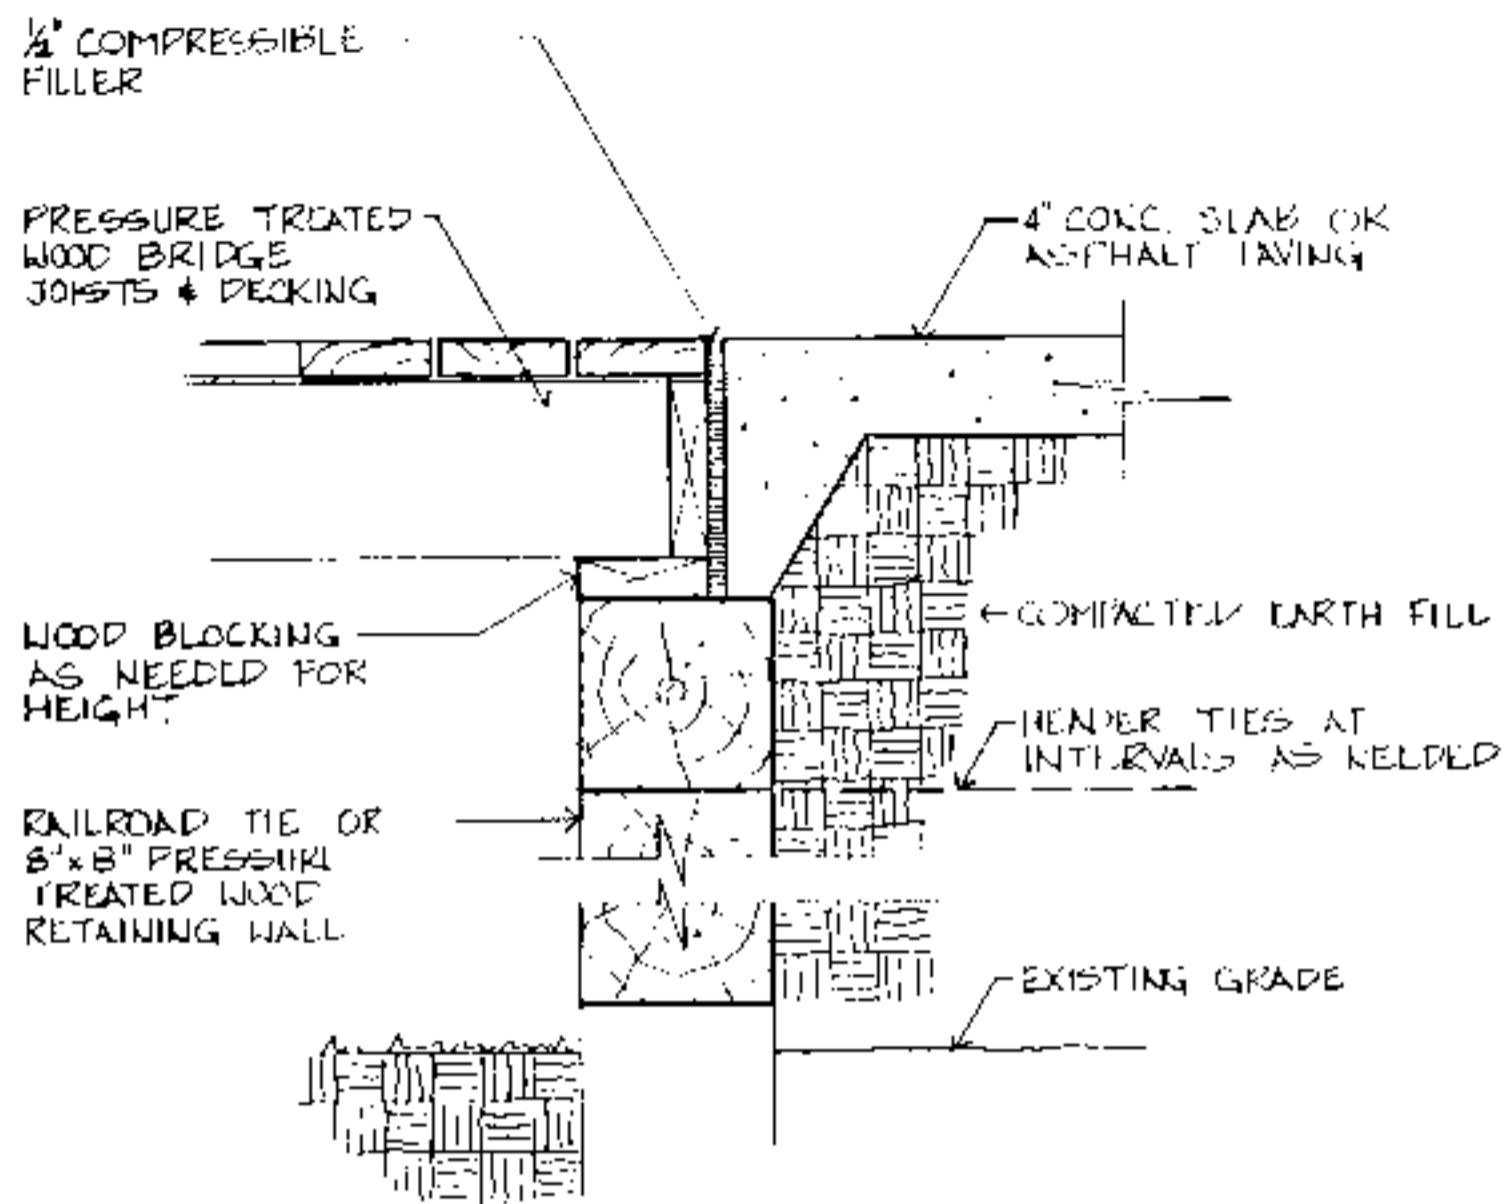 ½" COMPRESSIBLE
FILLER
PRESSURE TREATED
WOOD BRIDGE
JOISTS & DECKING
4" CONC. SLAB OR
ASPHALT PAVING
WOOD BLOCKING
AS NEEDED FOR
HEIGHT
COMPACTED EARTH FILL
HEADER TIES AT
INTERVALS AS NEEDED
RAILROAD TIE OR
8" x 8" PRESSURE
TREATED WOOD
RETAINING WALL
EXISTING GRADE